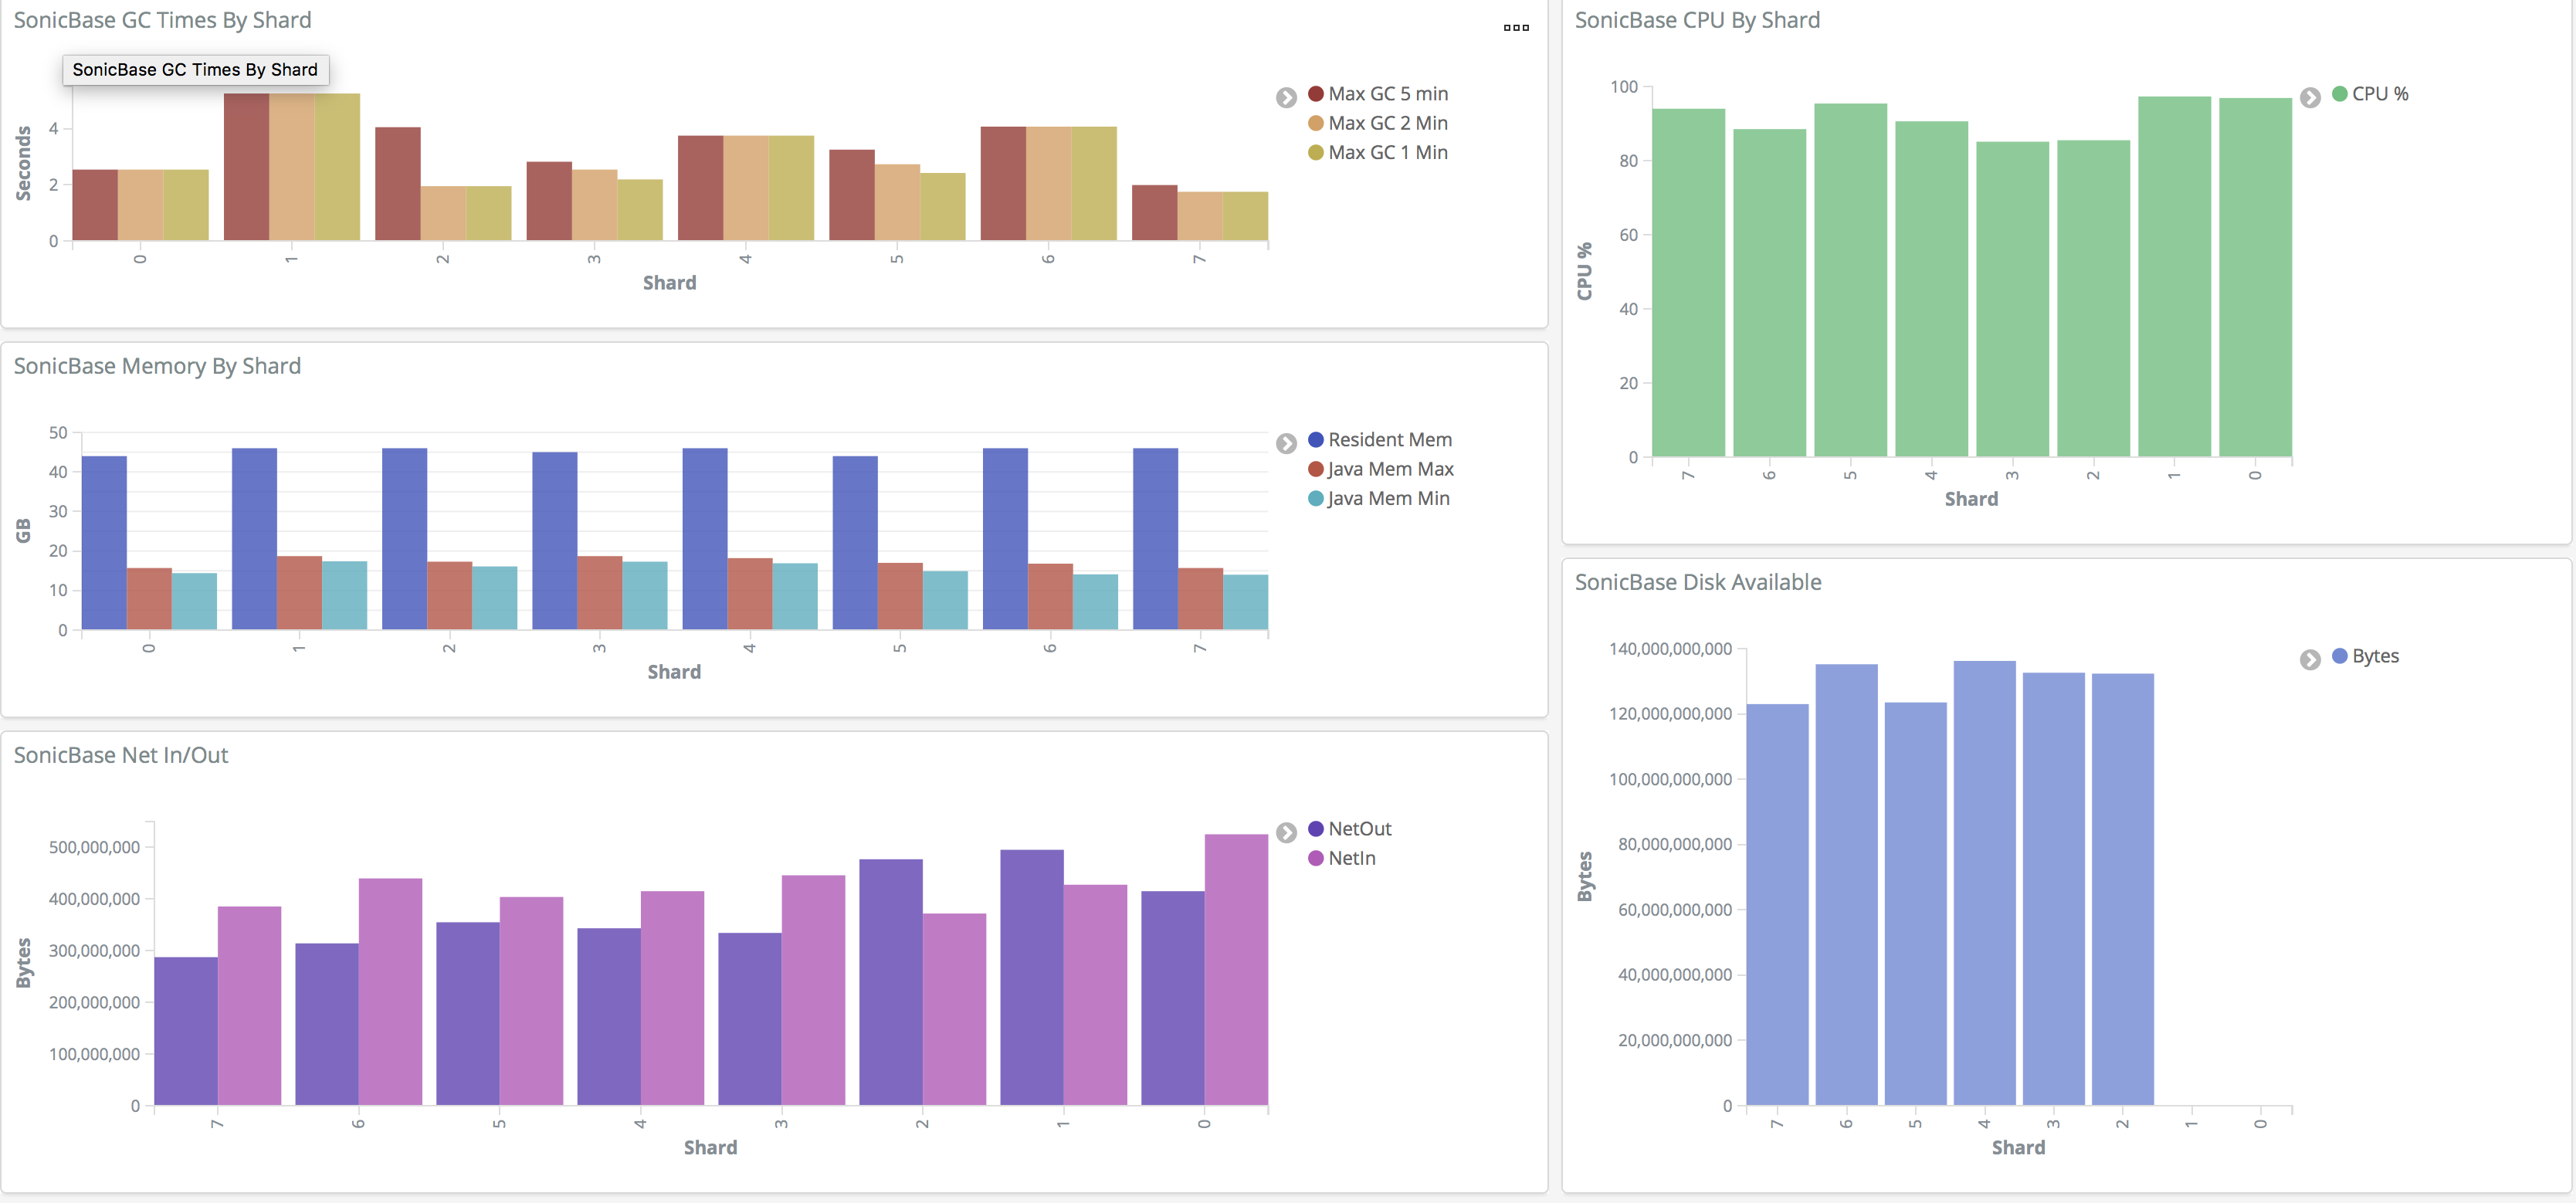 SonicBase GC Times By Shard
SonicBase GC Times By Shard
Seconds
4
2
0
0 1 2 3 4 5 6 7
Shard
Max GC 5 min
Max GC 2 Min
Max GC 1 Min
SonicBase CPU By Shard
CPU %
100
80
60
40
20
0
7 6 5 4 3 2 1 0
Shard
CPU %
SonicBase Memory By Shard
GB
50
40
30
20
10
0
0 1 2 3 4 5 6 7
Shard
Resident Mem
Java Mem Max
Java Mem Min
SonicBase Disk Available
Bytes
140,000,000,000
120,000,000,000
100,000,000,000
80,000,000,000
60,000,000,000
40,000,000,000
20,000,000,000
0
7 6 5 4 3 2 1 0
Shard
Bytes
SonicBase Net In/Out
Bytes
500,000,000
400,000,000
300,000,000
200,000,000
100,000,000
0
7 6 5 4 3 2 1 0
Shard
NetOut
NetIn